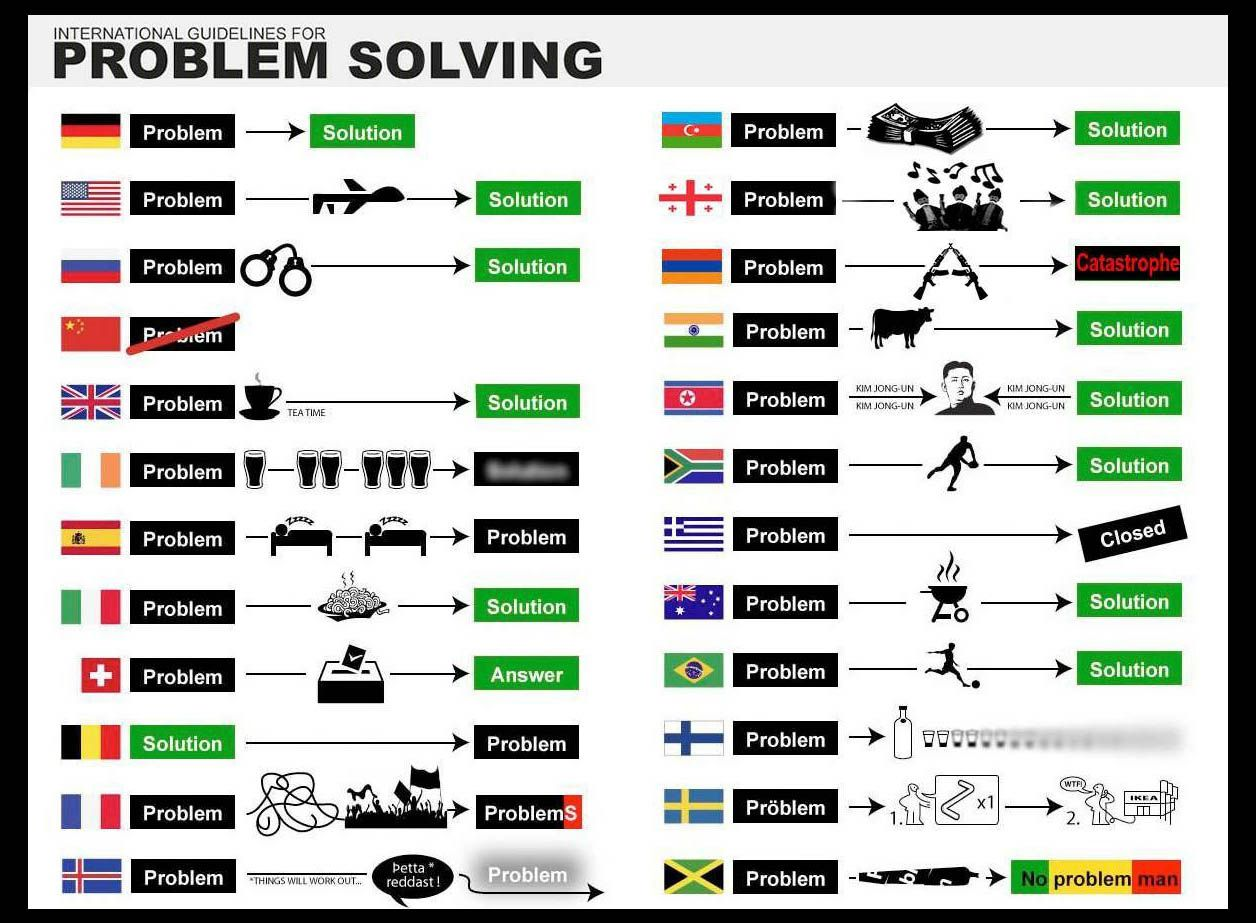 INTERNATIONAL GUIDELINES FOR
PROBLEM SOLVING
Problem Solution
Problem Solution
Problem Solution
Problem
Problem TEA TIME Solution
Problem Solution
Problem zzzz zzzz Problem
Problem Solution
Problem Answer
Solution Problem
Problem ProblemS
Problem *THINGS WILL WORK OUT... Þetta * reddast! Problem
Problem Solution
Problem Solution
Problem Catastrophe
Problem Solution
Problem KIM JONG-UN KIM JONG-UN KIM JONG-UN KIM JONG-UN Solution
Problem Solution
Problem Closed
Problem Solution
Problem Solution
Problem
Pröblem 1. x1 WTF! 2. IKEA
Problem No problem man